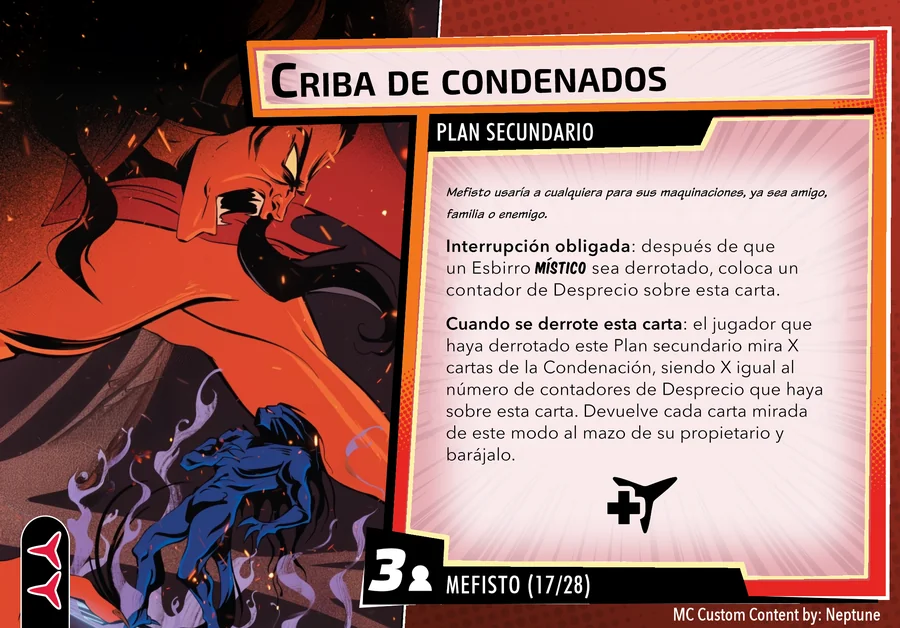 CRIBA DE CONDENADOS
PLAN SECUNDARIO
Mefisto usaría a cualquiera para sus maquinaciones, ya sea amigo,
familia o enemigo.
Interrupción obligada: después de que
un Esbirro MÍSTICO sea derrotado, coloca un
contador de Desprecio sobre esta carta.
Cuando se derrote esta carta: el jugador que
haya derrotado este Plan secundario mira X
cartas de la Condenación, siendo X igual al
número de contadores de Desprecio que haya
sobre esta carta. Devuelve cada carta mirada
de este modo al mazo de su propietario y
barájalo.
3
MEFISTO (17/28)
MC Custom Content by: Neptune